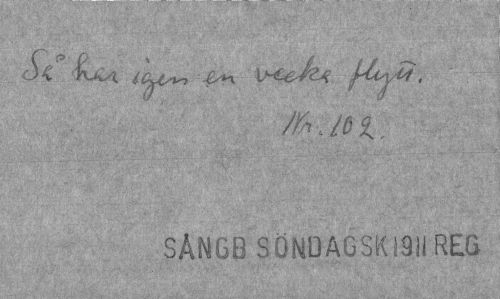 Så har igen en vecka flytt.
Nr. 102.
SÅNGB SÖNDAGSK 1911 REG